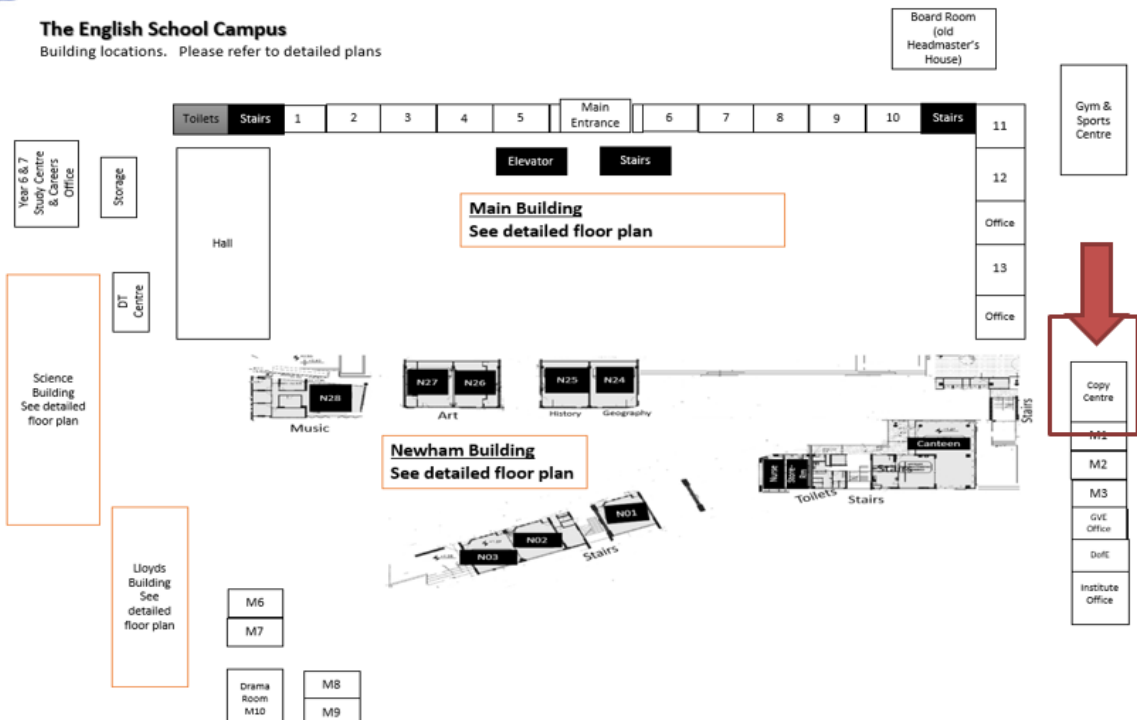 The English School Campus
Building locations. Please refer to detailed plans
Board Room
(old
Headmaster's
House)
Toilets
Stairs
1
2
3
4
5
Main
Entrance
6
7
8
9
10
Stairs
11
Gym &
Sports
Centre
Year 6 & 7
Study Centre
& Careers
Office
Storage
Elevator
Stairs
12
Main Building
See detailed floor plan
Office
Hall
13
DT
Centre
Office
Science
Building
See detailed
floor plan
N28
Music
N27
N26
Art
N25
N24
History
Geography
Stairs
Copy
Centre
M1
Newham Building
See detailed floor plan
Canteen
Stairs
Nurse
Store-
Rm
Toilets
Stairs
M2
M3
GVE
Office
DofE
Institute
Office
N01
N02
N03
Stairs
Lloyds
Building
See
detailed
floor plan
M6
M7
Drama
Room
M10
M8
M9